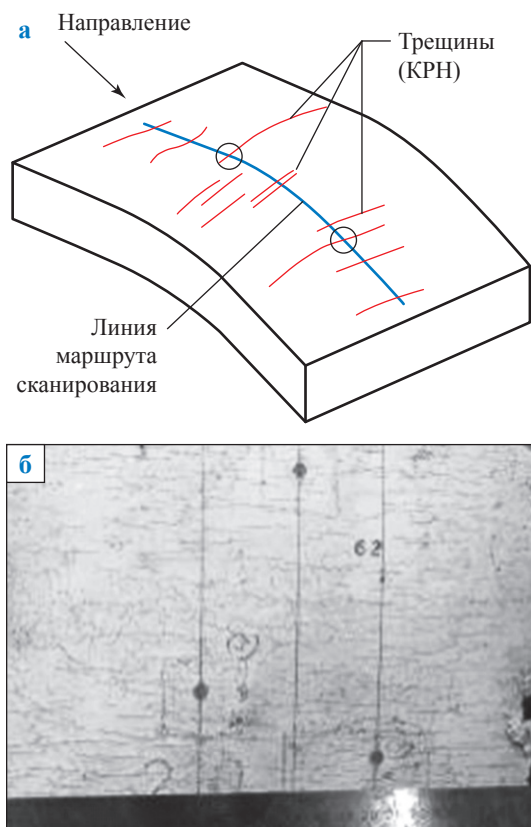 а
Направление
Трещины
(КРН)
Линия
маршрута
сканирования
б
62